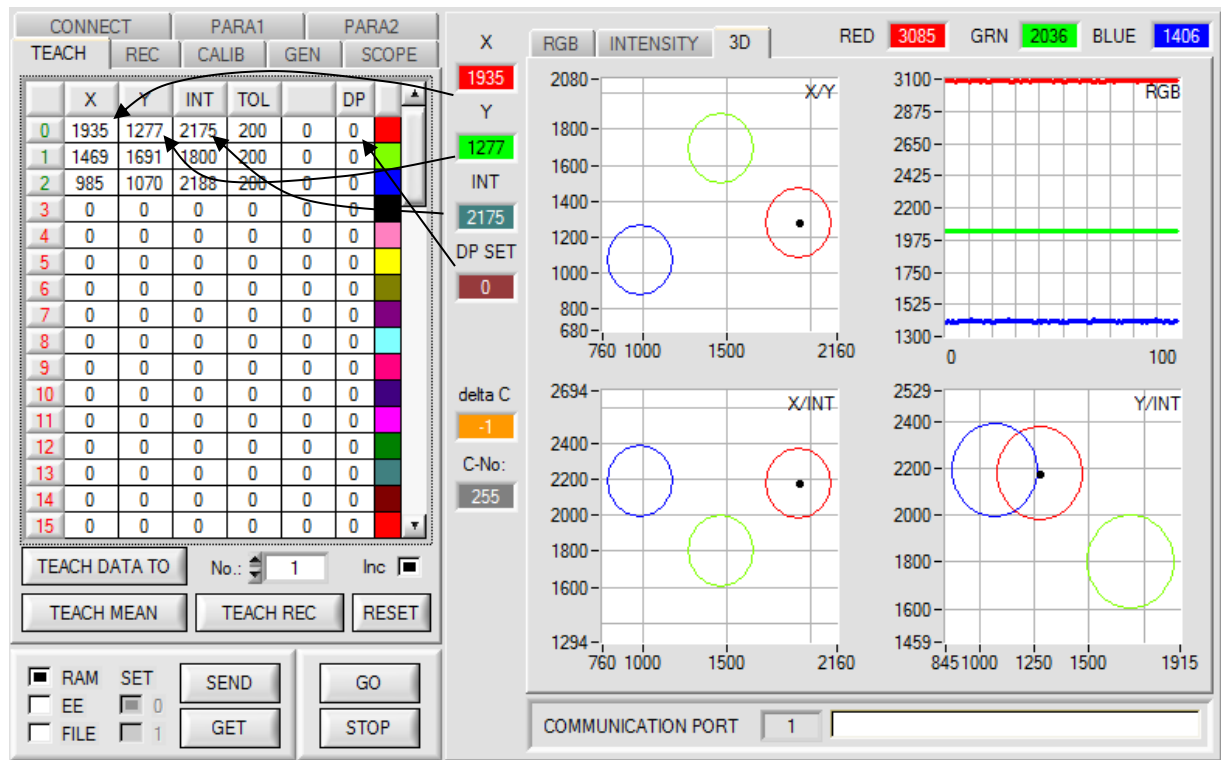 CONNECT PARA1 PARA2
TEACH REC CALIB GEN SCOPE
X Y INT TOL DP
0 1935 1277 2175 200 0 0
1 1469 1691 1800 200 0 0
2 985 1070 2188 200 0 0
3 0 0 0 0 0 0
4 0 0 0 0 0 0
5 0 0 0 0 0 0
6 0 0 0 0 0 0
7 0 0 0 0 0 0
8 0 0 0 0 0 0
9 0 0 0 0 0 0
10 0 0 0 0 0 0
11 0 0 0 0 0 0
12 0 0 0 0 0 0
13 0 0 0 0 0 0
14 0 0 0 0 0 0
15 0 0 0 0 0 0
TEACH DATA TO No.: 1 Inc
TEACH MEAN TEACH REC RESET
RAM SET SEND GO
EE 0
FILE 1 GET STOP
X
1935
Y
1277
INT
2175
DP SET
0
delta C
-1
C-No:
255
RGB INTENSITY 3D RED 3085 GRN 2036 BLUE 1406
X/Y
2080
1800
1600
1400
1200
1000
800
680
760 1000 1500 2160
RGB
3100
2875
2650
2425
2200
1975
1750
1525
1300
0 100
X/INT
2694
2400
2200
2000
1800
1600
1294
760 1000 1500 2160
Y/INT
2529
2400
2200
2000
1800
1600
1459
845 1000 1250 1500 1915
COMMUNICATION PORT 1